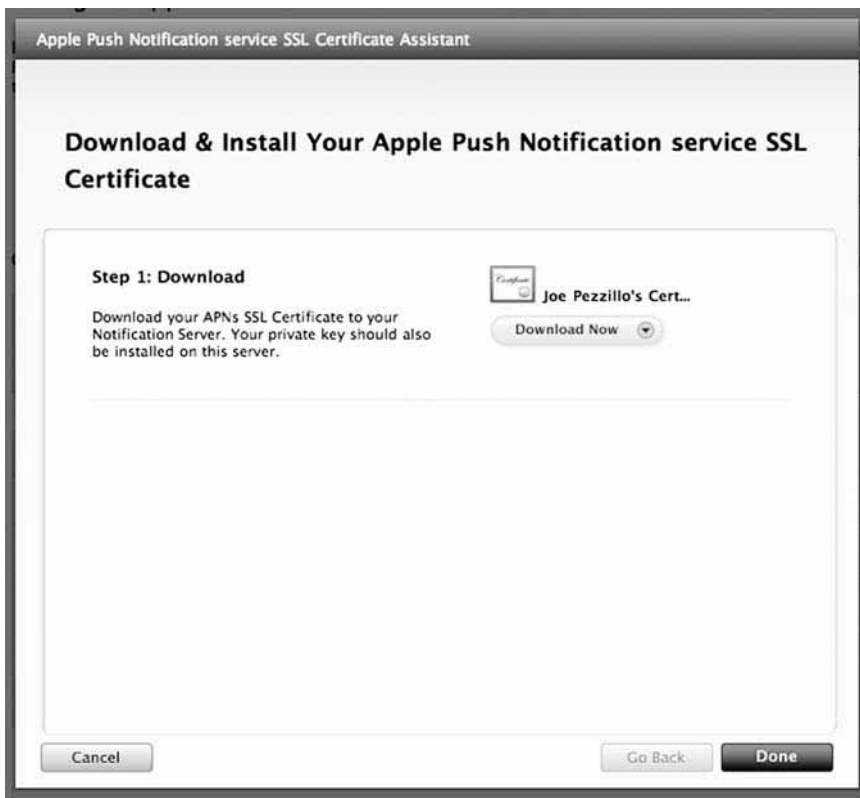 Apple Push Notification service SSL Certificate Assistant
Download & Install Your Apple Push Notification service SSL
Certificate
Step 1: Download
Download your APNs SSL Certificate to your
Notification Server. Your private key should also
be installed on this server.
Certificate
Joe Pezzillo's Cert...
Download Now
Cancel
Go Back
Done